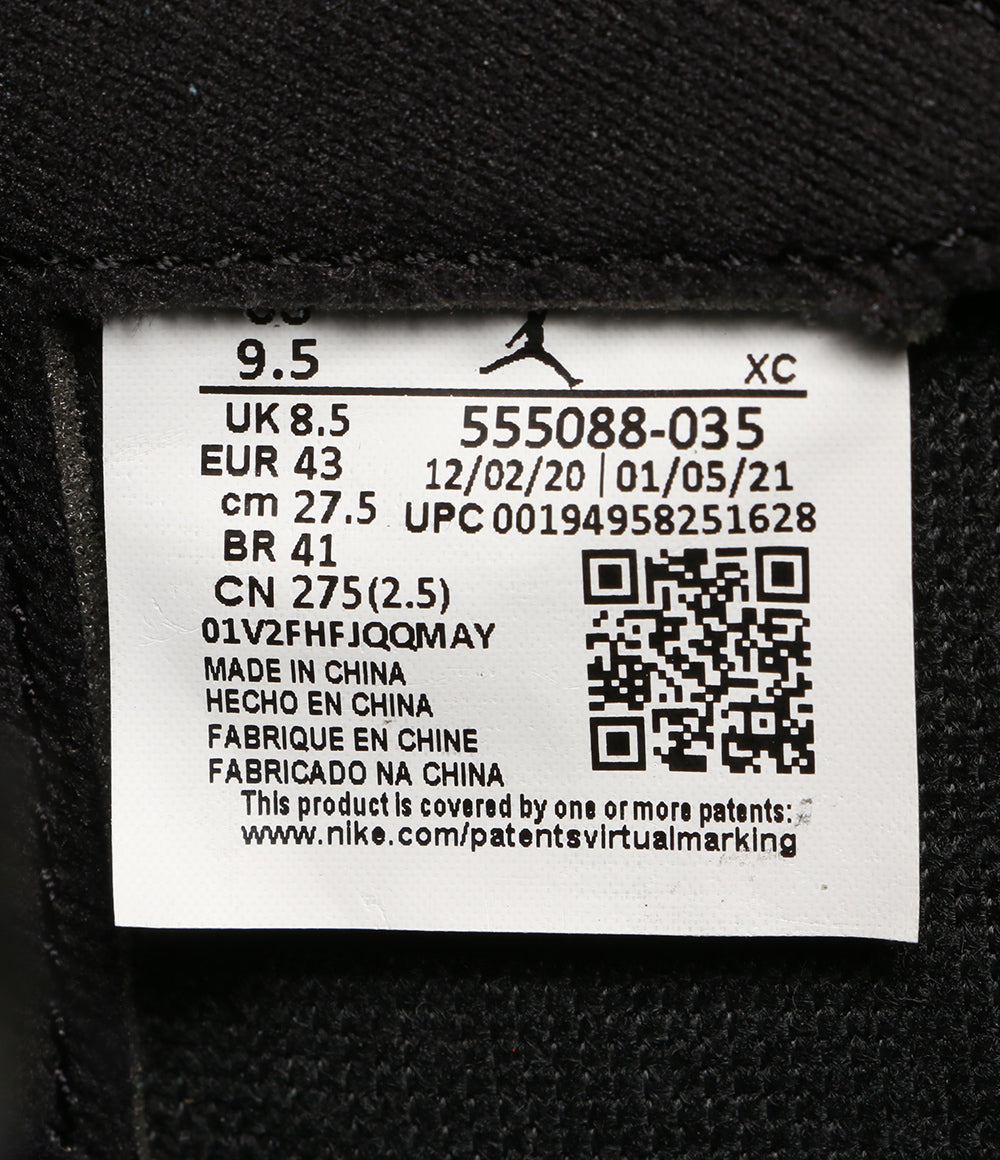 9.5 XC
UK 8.5 555088-035
EUR 43 12/02/20 | 01/05/21
cm 27.5 UPC 00194958251628
BR 41
CN 275(2.5)
01V2FHFJQQMAY
MADE IN CHINA
HECHO EN CHINA
FABRIQUE EN CHINE
FABRICADO NA CHINA
This product is covered by one or more patents:
www.nike.com/patentsvirtualmarking